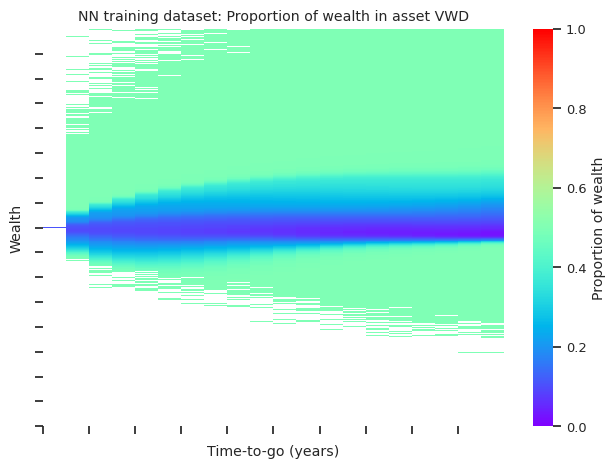 NN training dataset: Proportion of wealth in asset VWD
Wealth
Time-to-go (years)
1.0
0.8
0.6
0.4
0.2
0.0
Proportion of wealth